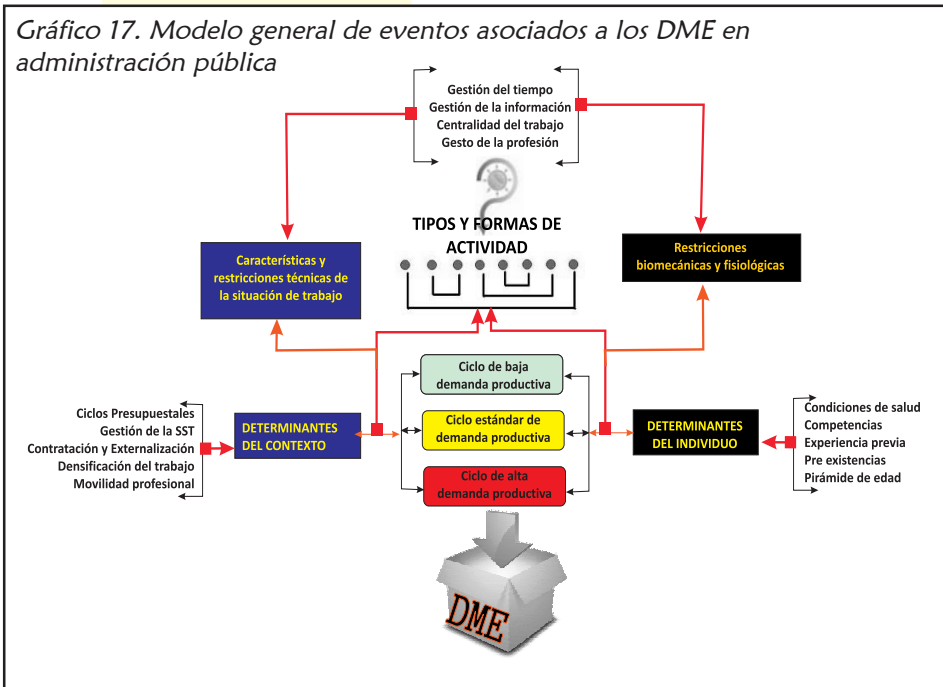 Gráfico 17. Modelo general de eventos asociados a los DME en
administración pública
Gestión del tiempo
Gestión de la información
Centralidad del trabajo
Gesto de la profesión
TIPOS Y FORMAS DE
ACTIVIDAD
Características y
restricciones técnicas de
la situación de trabajo
Restricciones
biomecánicas y fisiológicas
Ciclo de baja
demanda productiva
Ciclo estándar de
demanda productiva
Ciclo de alta
demanda productiva
Ciclos Presupuestales
Gestión de la SST
Contratación y Externalización
Densificación del trabajo
Movilidad profesional
DETERMINANTES
DEL CONTEXTO
DETERMINANTES
DEL INDIVIDUO
Condiciones de salud
Competencias
Experiencia previa
Pre existencias
Pirámide de edad
DME